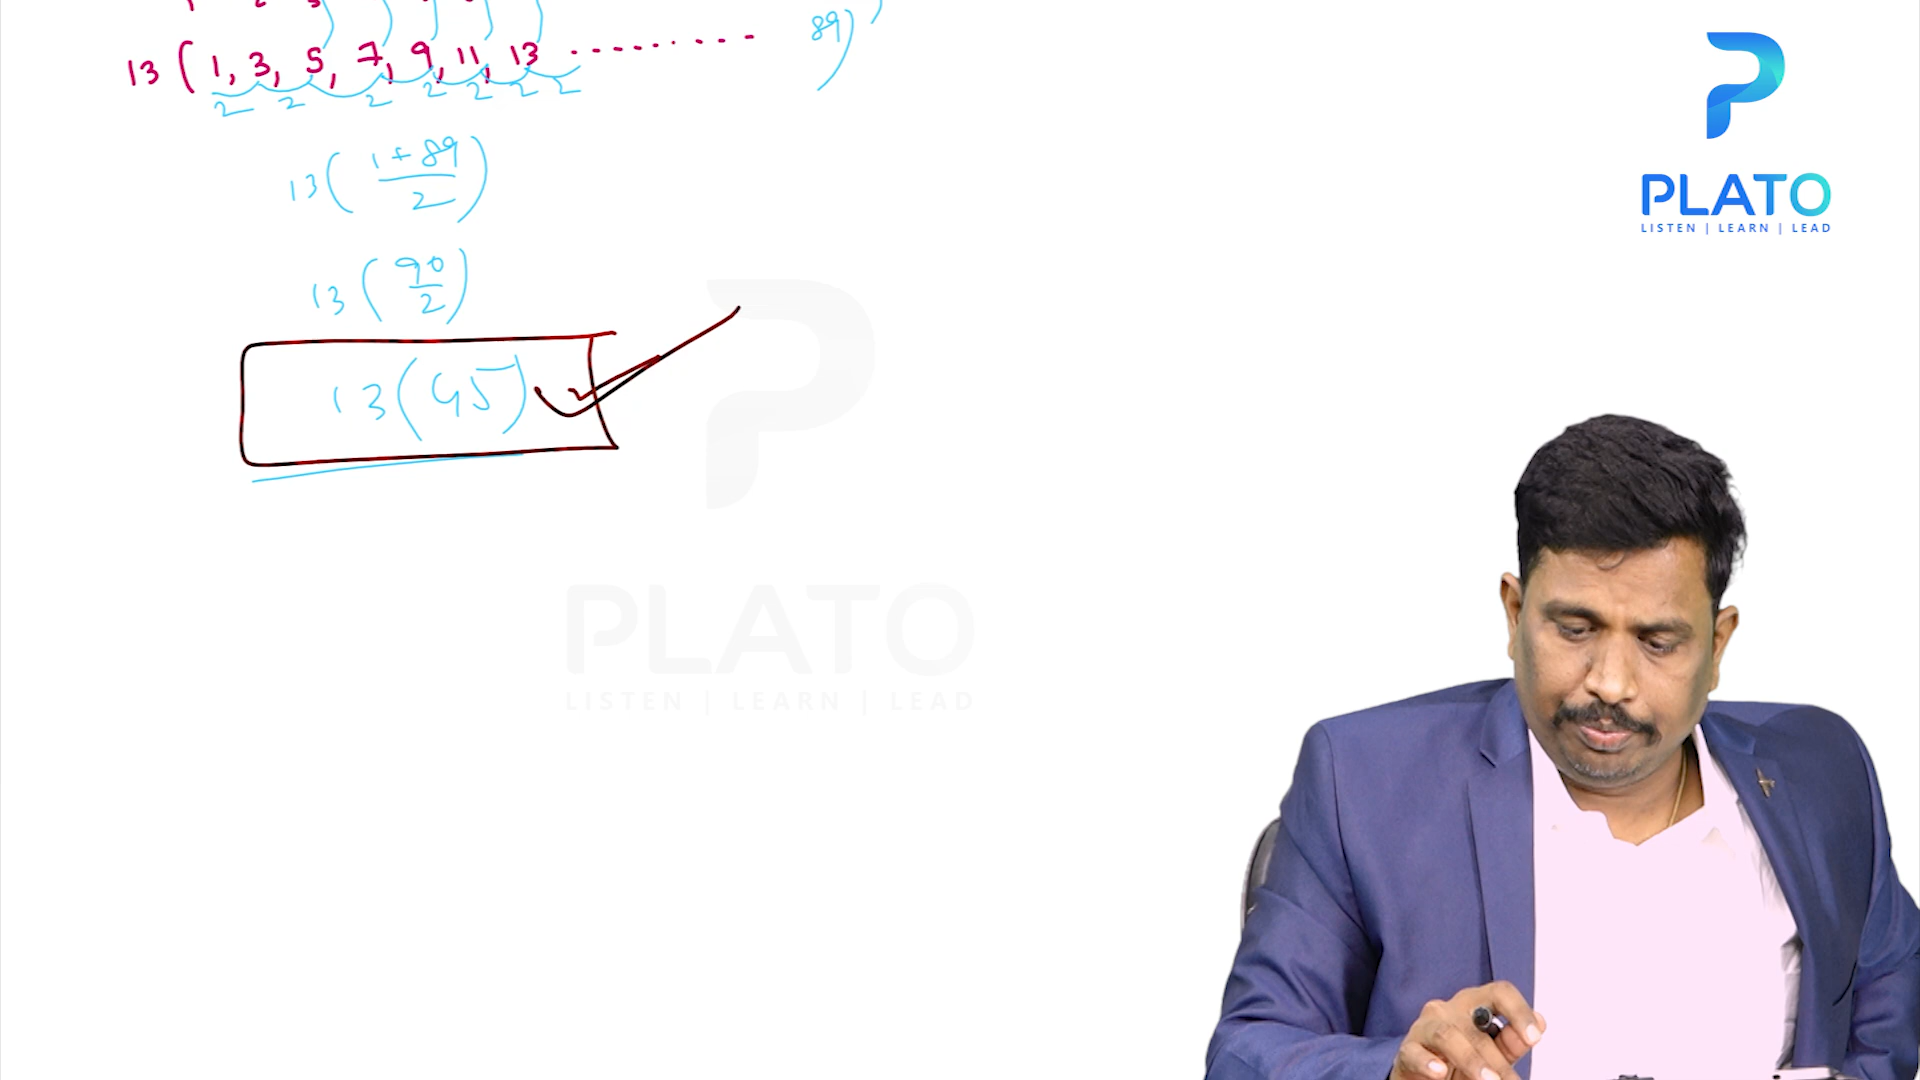 89)
13 (1, 3, 5, 7, 9, 11, 13 .........
2 2 2 2 2 2 2
13(1+89/2)
13(90/2)
13(45)
PLATO
LISTEN | LEARN | LEAD
PLATO
LISTEN | LEARN | LEAD